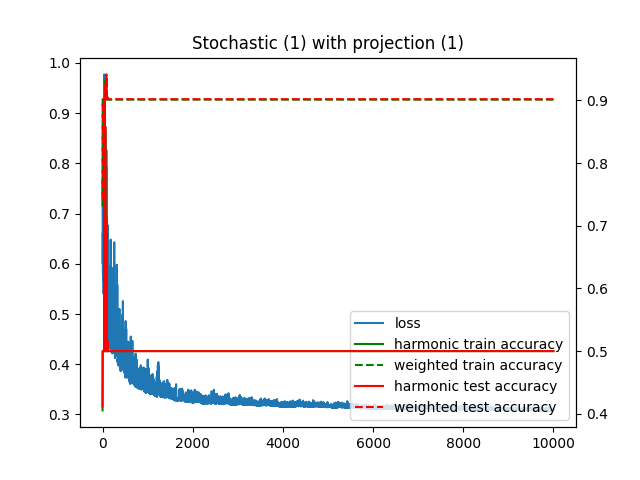 Stochastic (1) with projection (1)
1.0
0.9
0.8
0.7
0.6
0.5
0.4
0.3
0.9
0.8
0.7
0.6
0.5
0.4
loss
harmonic train accuracy
weighted train accuracy
harmonic test accuracy
weighted test accuracy
0 2000 4000 6000 8000 10000